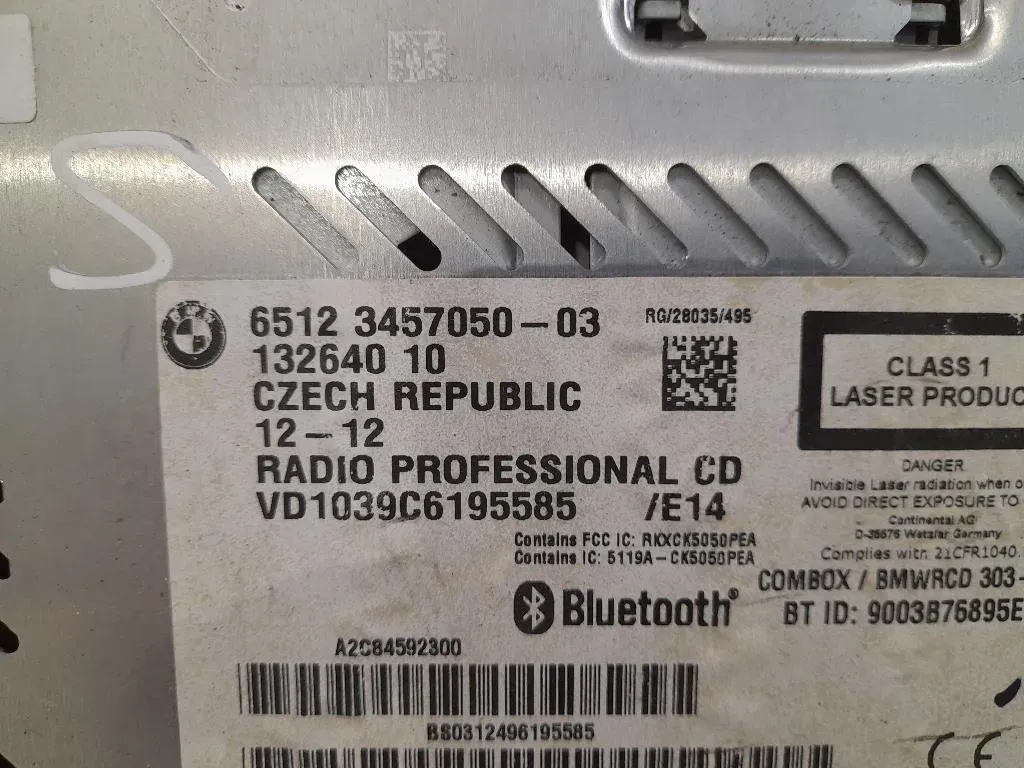 S
BMW
6512 3457050-03
RG/28035/495
132640 10
CZECH REPUBLIC
12-12
RADIO PROFESSIONAL CD
VD1039C6195585 /E14
CLASS 1
LASER PRODUC
DANGER
Invisible Laser radiation when o
AVOID DIRECT EXPOSURE TO
Continental AG
D-35576 Wetzlar Germany
Complies with 21CFR1040.
Contains FCC IC: RKXCK5050PEA
Contains IC: 5119A-CK5050PEA
COMBOX / BMWRCD 303-
Bluetooth®
BT ID: 9003B76895E
A2C84592300
BS0312496195585
CE